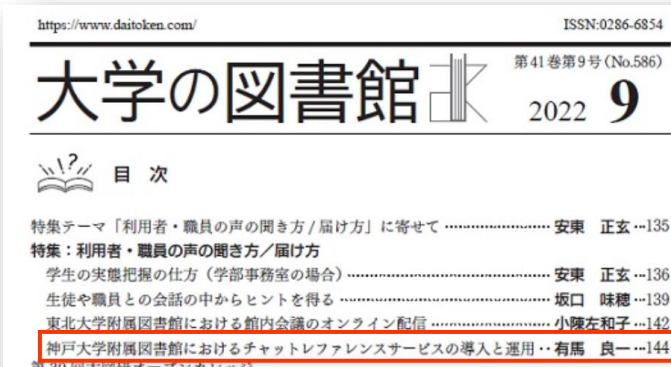 https://www.daitoken.com/ ISSN:0286-6854
大学の図書館
第41巻第9号(No.586)
2022 9
目 次
特集テーマ「利用者・職員の声の聞き方/届け方」に寄せて …………………… 安東 正玄 …135
特集:利用者・職員の声の聞き方/届け方
学生の実態把握の仕方(学部事務室の場合)…………………………………… 安東 正玄 …136
生徒や職員との会話の中からヒントを得る …………………………………… 坂口 味穂 …139
東北大学附属図書館における館内会議のオンライン配信 …………………… 小陳左和子 …142
神戸大学附属図書館におけるチャットレファレンスサービスの導入と運用 ‥ 有馬 良一 …144